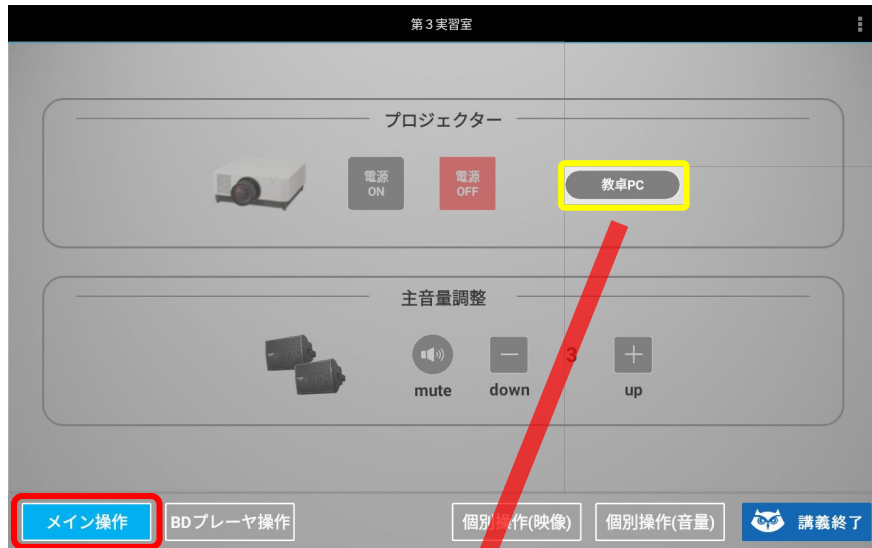 第３実習室
プロジェクター
電源
ON
電源
OFF
教卓PC
主音量調整
3
mute
down
up
メイン操作
BDプレーヤ操作
個別操作(映像)
個別操作(音量)
講義終了